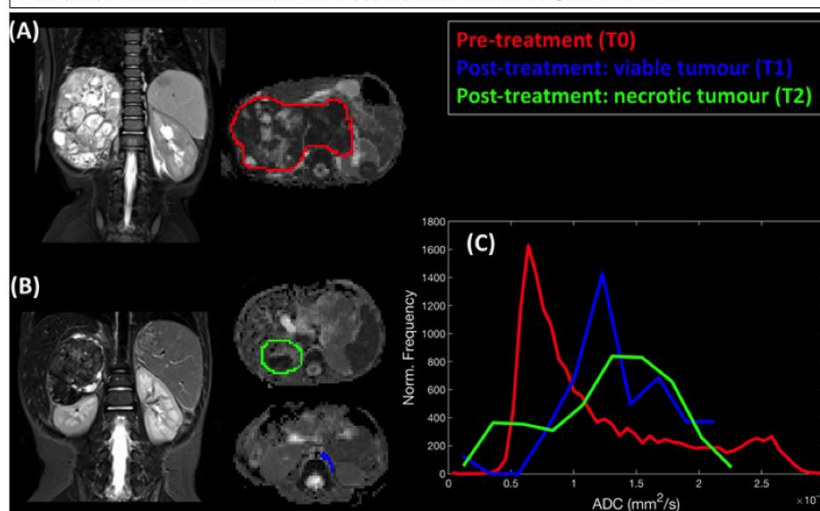 (A)
Pre-treatment (T0)
Post-treatment: viable tumour (T1)
Post-treatment: necrotic tumour (T2)
(B)
(C)
1800
1600
1400
1200
1000
800
600
400
200
0
Norm. Frequency
0.5
1
1.5
2
2.5
ADC (mm²/s)